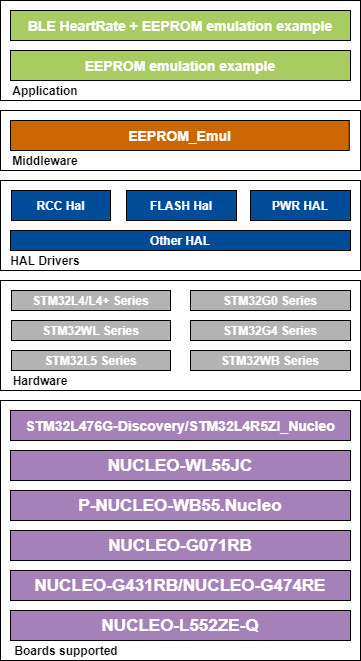 BLE HeartRate + EEPROM emulation example
EEPROM emulation example
Application
EEPROM_Emul
Middleware
RCC Hal
FLASH Hal
PWR HAL
Other HAL
HAL Drivers
STM32L4/L4+ Series
STM32G0 Series
STM32WL Series
STM32G4 Series
STM32L5 Series
STM32WB Series
Hardware
STM32L476G-Discovery/STM32L4R5ZI_Nucleo
NUCLEO-WL55JC
P-NUCLEO-WB55.Nucleo
NUCLEO-G071RB
NUCLEO-G431RB/NUCLEO-G474RE
NUCLEO-L552ZE-Q
Boards supported